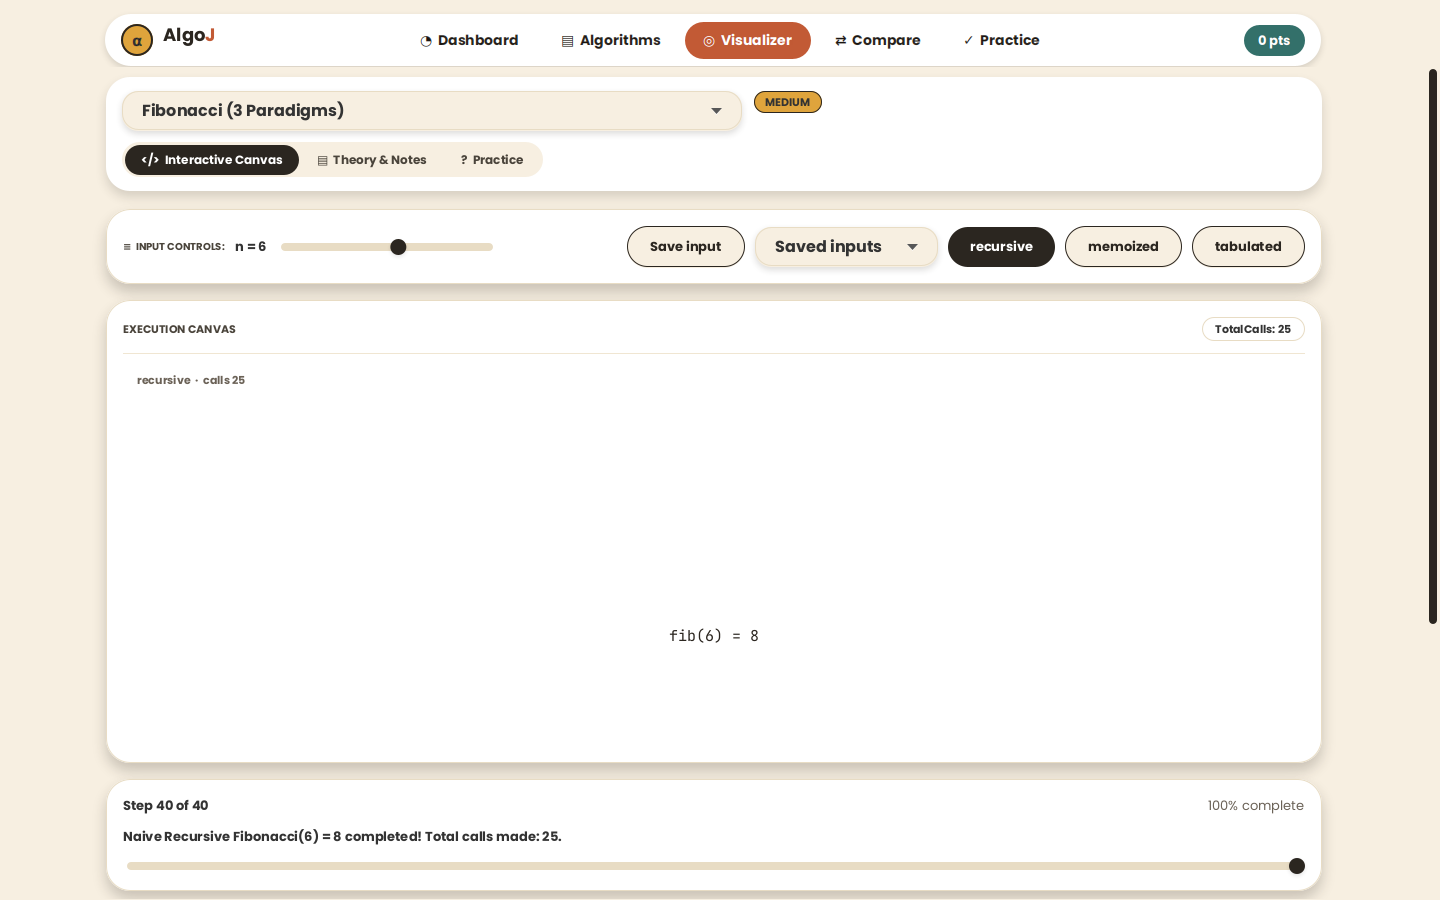 α AlgoJ
Dashboard
Algorithms
Visualizer
Compare
Practice
0 pts
Fibonacci (3 Paradigms)
MEDIUM
</> Interactive Canvas
Theory & Notes
? Practice
INPUT CONTROLS: n = 6
Save input
Saved inputs
recursive
memoized
tabulated
EXECUTION CANVAS
TotalCalls: 25
recursive · calls 25
fib(6) = 8
Step 40 of 40
100% complete
Naive Recursive Fibonacci(6) = 8 completed! Total calls made: 25.